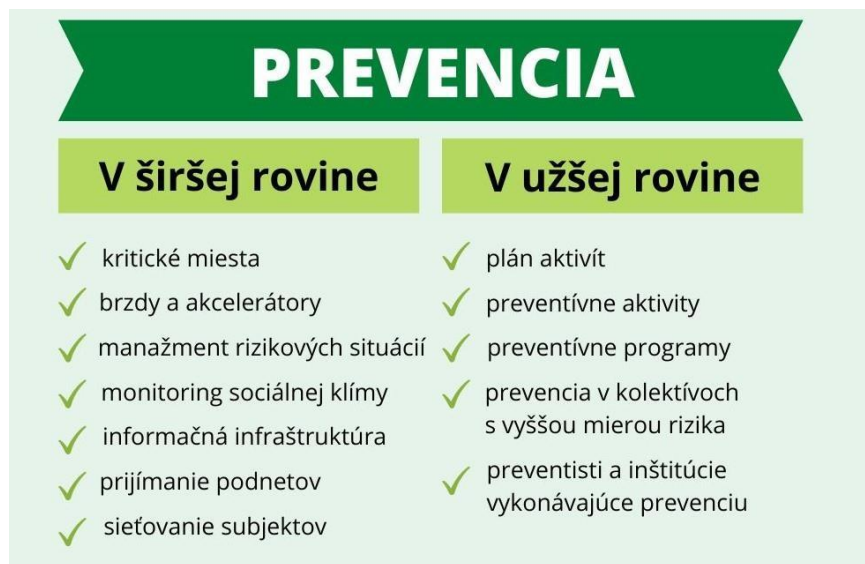 PREVENCIA
V širšej rovine
kritické miesta
brzdy a akcelerátory
manažment rizikových situácií
monitoring sociálnej klímy
informačná infraštruktúra
prijímanie podnetov
sieťovanie subjektov
V užšej rovine
plán aktivít
preventívne aktivity
preventívne programy
prevencia v kolektívoch
s vyššou mierou rizika
preventisti a inštitúcie
vykonávajúce prevenciu